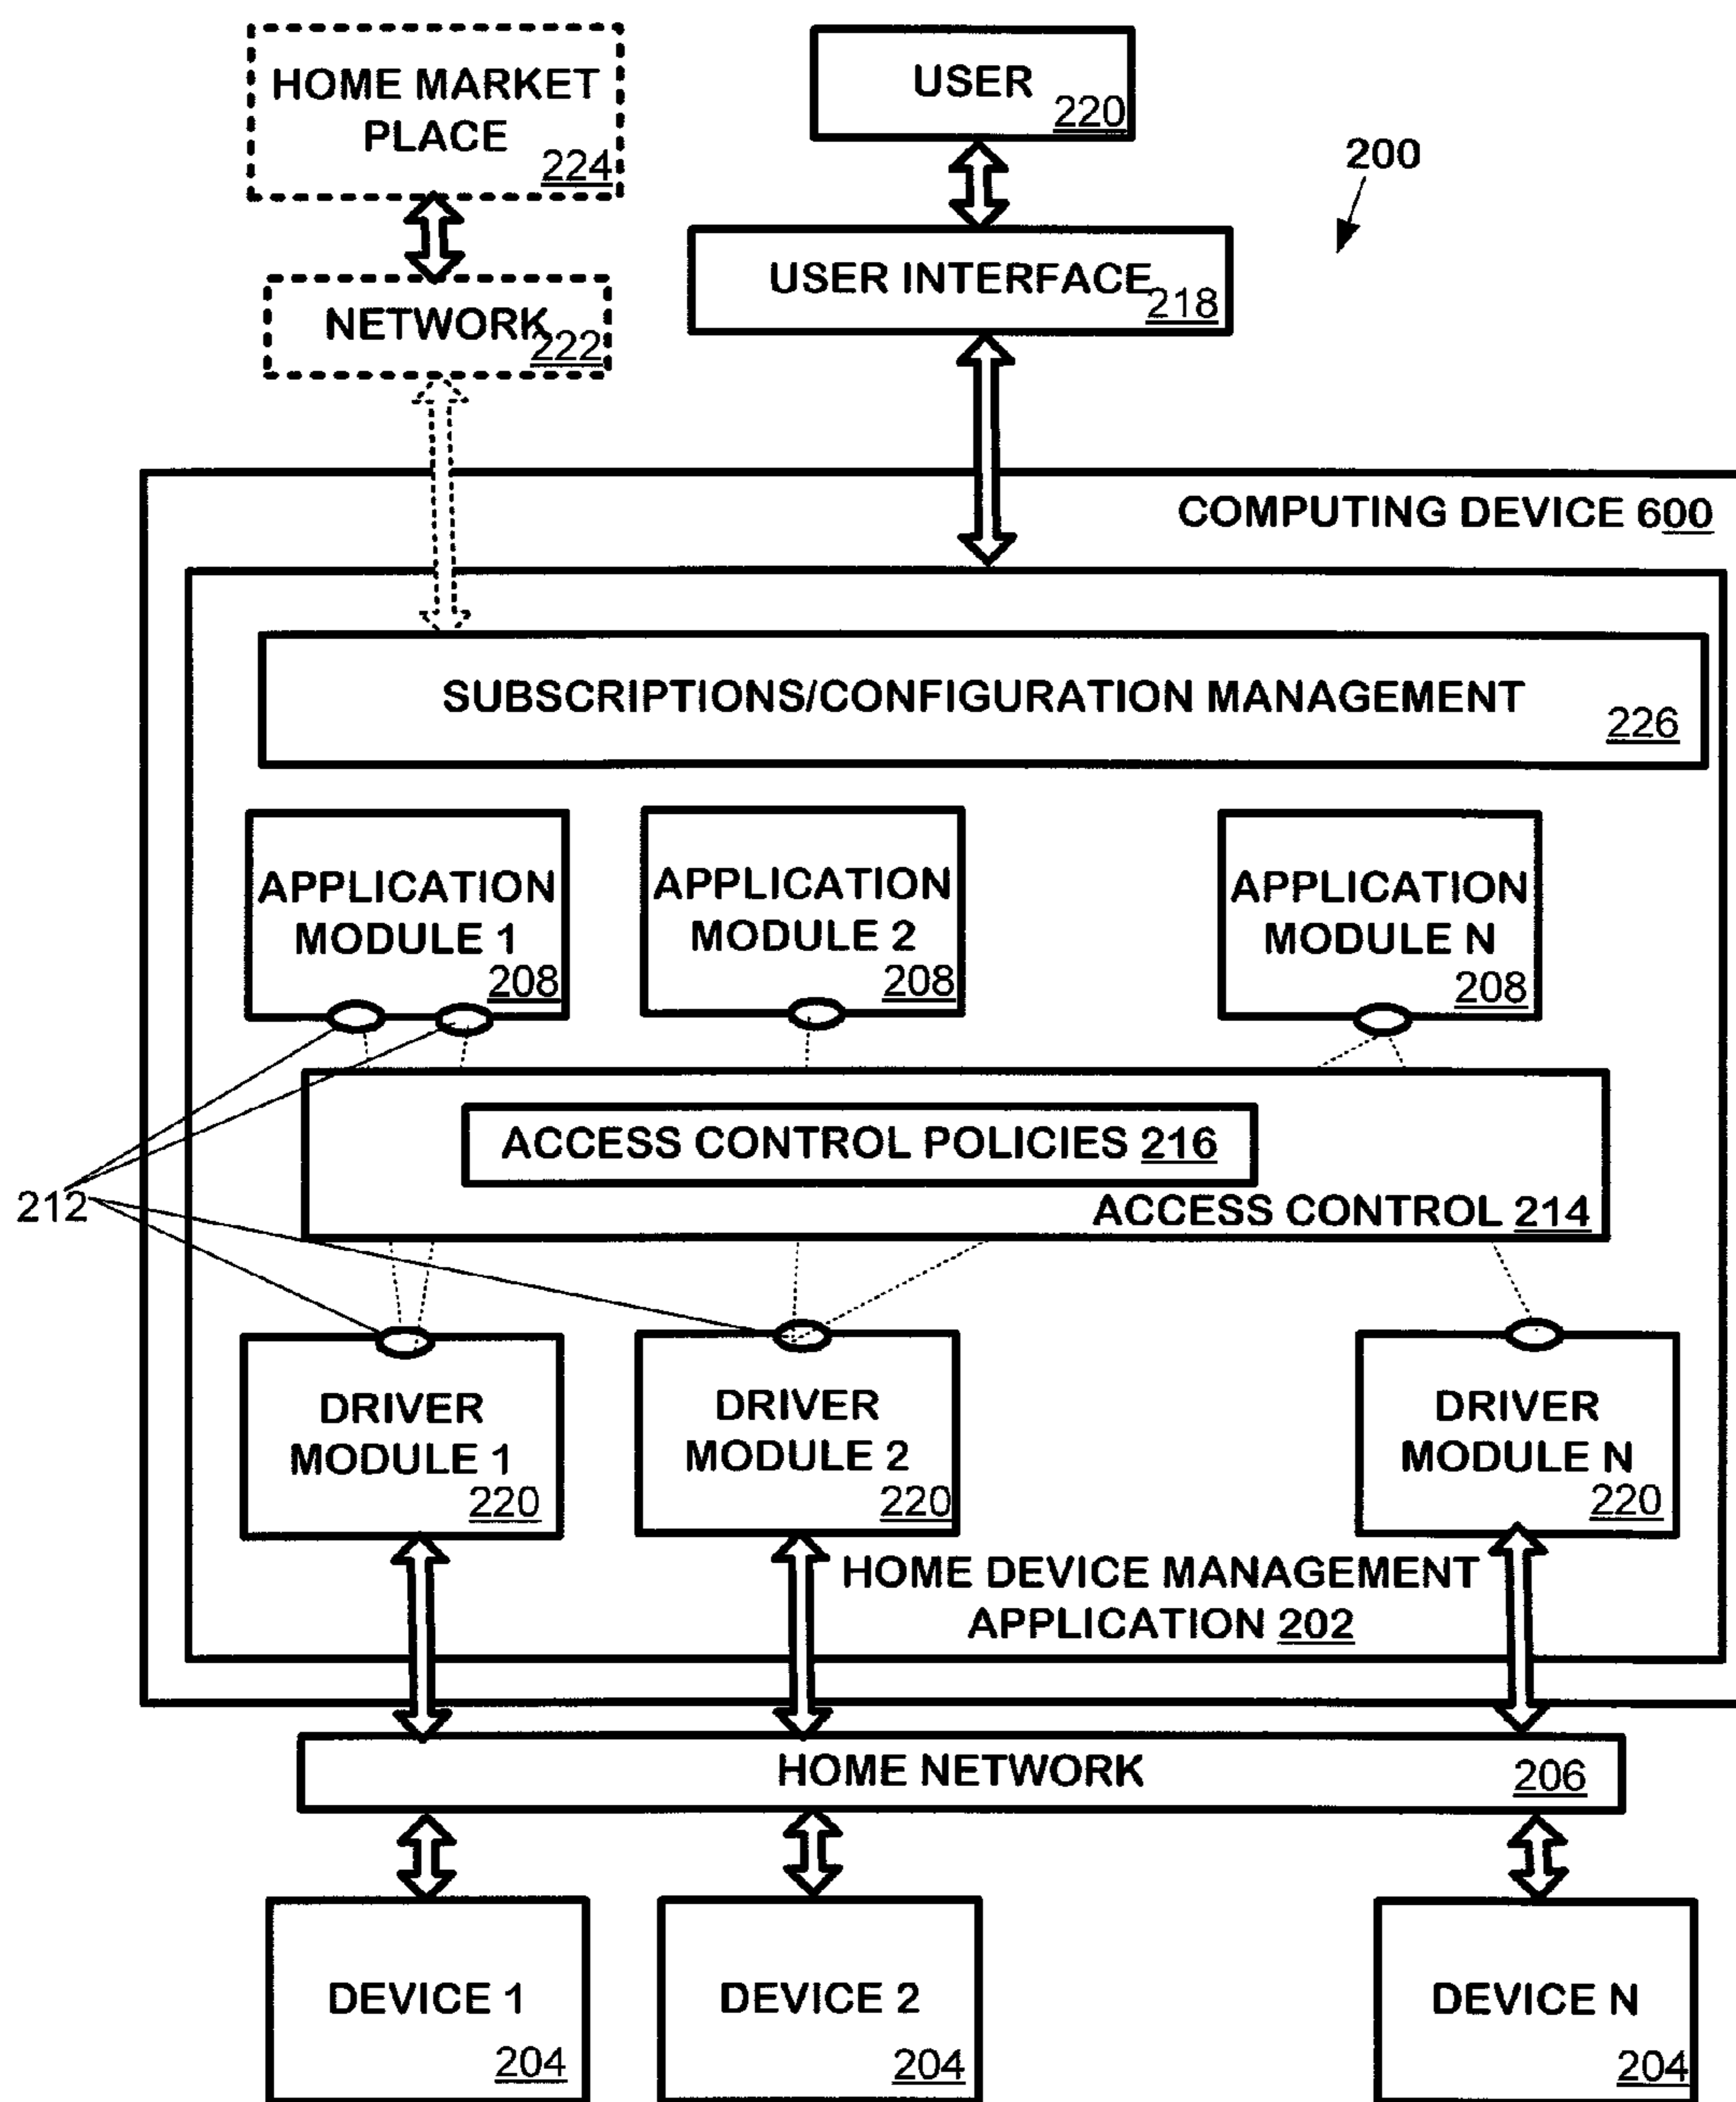 HOME MARKET
PLACE
224
USER
220
200
USER INTERFACE
218
NETWORK
222
COMPUTING DEVICE 600
SUBSCRIPTIONS/CONFIGURATION MANAGEMENT
226
APPLICATION
MODULE 1
208
APPLICATION
MODULE 2
208
APPLICATION
MODULE N
208
ACCESS CONTROL POLICIES 216
ACCESS CONTROL 214
212
DRIVER
MODULE 1
220
DRIVER
MODULE 2
220
DRIVER
MODULE N
220
HOME DEVICE MANAGEMENT
APPLICATION 202
HOME NETWORK
206
DEVICE 1
204
DEVICE 2
204
DEVICE N
204